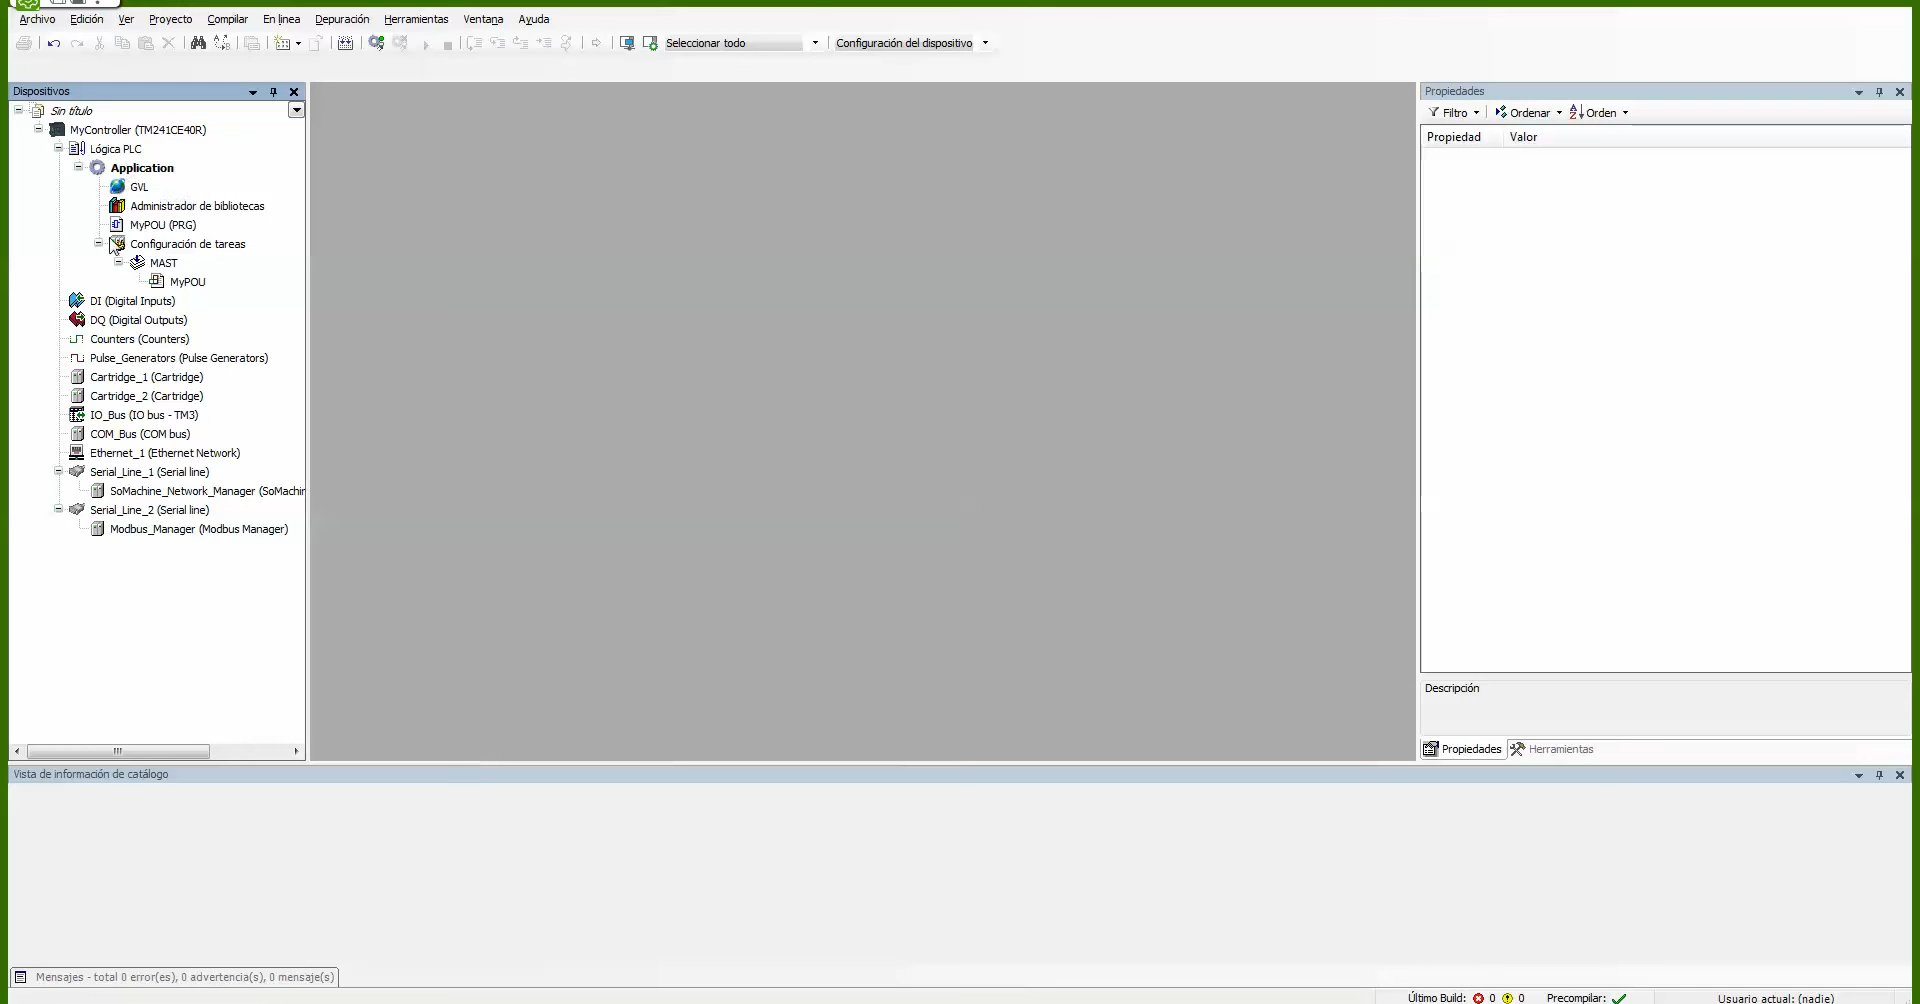 Archivo Edición Ver Proyecto Compilar En línea Depuración Herramientas Ventana Ayuda
Seleccionar todo Configuración del dispositivo
Dispositivos
Sin título
MyController (TM241CE40R)
Lógica PLC
Application
GVL
Administrador de bibliotecas
MyPOU (PRG)
Configuración de tareas
MAST
MyPOU
DI (Digital Inputs)
DQ (Digital Outputs)
Counters (Counters)
Pulse_Generators (Pulse Generators)
Cartridge_1 (Cartridge)
Cartridge_2 (Cartridge)
IO_Bus (IO bus - TM3)
COM_Bus (COM bus)
Ethernet_1 (Ethernet Network)
Serial_Line_1 (Serial line)
SoMachine_Network_Manager (SoMachin
Serial_Line_2 (Serial line)
Modbus_Manager (Modbus Manager)
Propiedades
Filtro Ordenar Orden
Propiedad Valor
Descripción
Propiedades Herramientas
Vista de información de catálogo
Mensajes - total 0 error(es), 0 advertencia(s), 0 mensaje(s)
Último Build: 0 0 Precompilar: Usuario actual: (nadie)